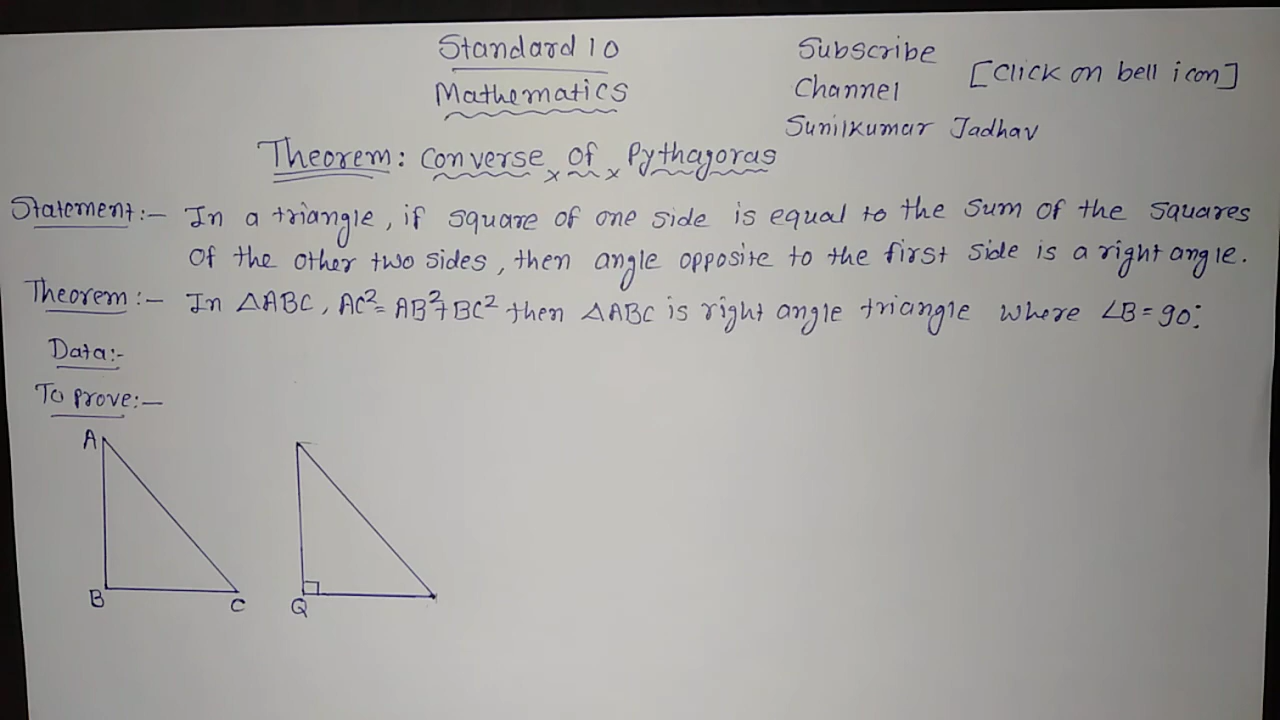 Standard 10
Mathematics
Subscribe
Channel
[Click on bell icon]
Sunilkumar Jadhav
Theorem: Converse of Pythagoras
Statement:- In a triangle, if square of one side is equal to the sum of the squares
of the other two sides, then angle opposite to the first side is a right angle.
Theorem:- In △ABC, AC²= AB²+BC² then △ABC is right angle triangle where ∠B=90°.
Data:-
To prove:-
A
B
C
Q